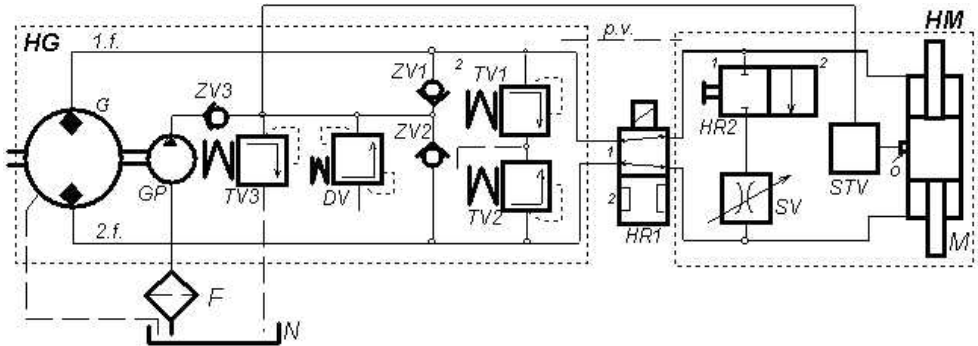 HG
p.v.
HM
1.f.
ZV1
2
TV1
1
2
G
ZV3
HR2
ZV2
1
STV
o
GP
TV3
DV
TV2
2
SV
HR1
2.f.
M
F
N